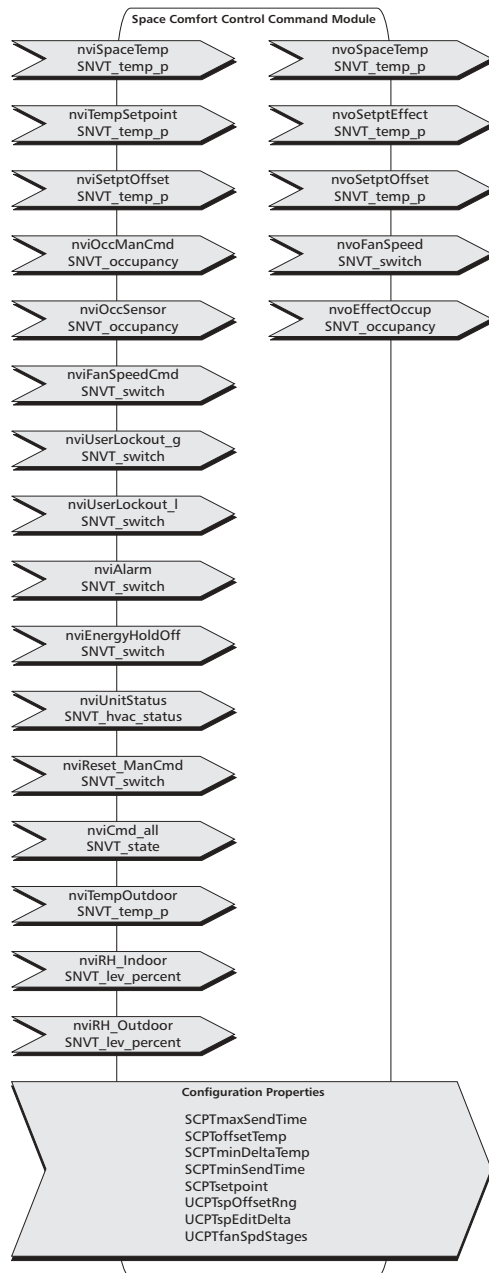 Space Comfort Control Command Module
nviSpaceTemp
SNVT_temp_p
nvoSpaceTemp
SNVT_temp_p
nviTempSetpoint
SNVT_temp_p
nvoSetptEffect
SNVT_temp_p
nviSetptOffset
SNVT_temp_p
nvoSetptOffset
SNVT_temp_p
nviOccManCmd
SNVT_occupancy
nvoFanSpeed
SNVT_switch
nviOccSensor
SNVT_occupancy
nvoEffectOccup
SNVT_occupancy
nviFanSpeedCmd
SNVT_switch
nviUserLockout_g
SNVT_switch
nviUserLockout_l
SNVT_switch
nviAlarm
SNVT_switch
nviEnergyHoldOff
SNVT_switch
nviUnitStatus
SNVT_hvac_status
nviReset_ManCmd
SNVT_switch
nviCmd_all
SNVT_state
nviTempOutdoor
SNVT_temp_p
nviRH_Indoor
SNVT_lev_percent
nviRH_Outdoor
SNVT_lev_percent
Configuration Properties
SCPTmaxSendTime
SCPToffsetTemp
SCPTminDeltaTemp
SCPTminSendTime
SCPTsetpoint
UCPTspOffsetRng
UCPTspEditDelta
UCPTfanSpdStages